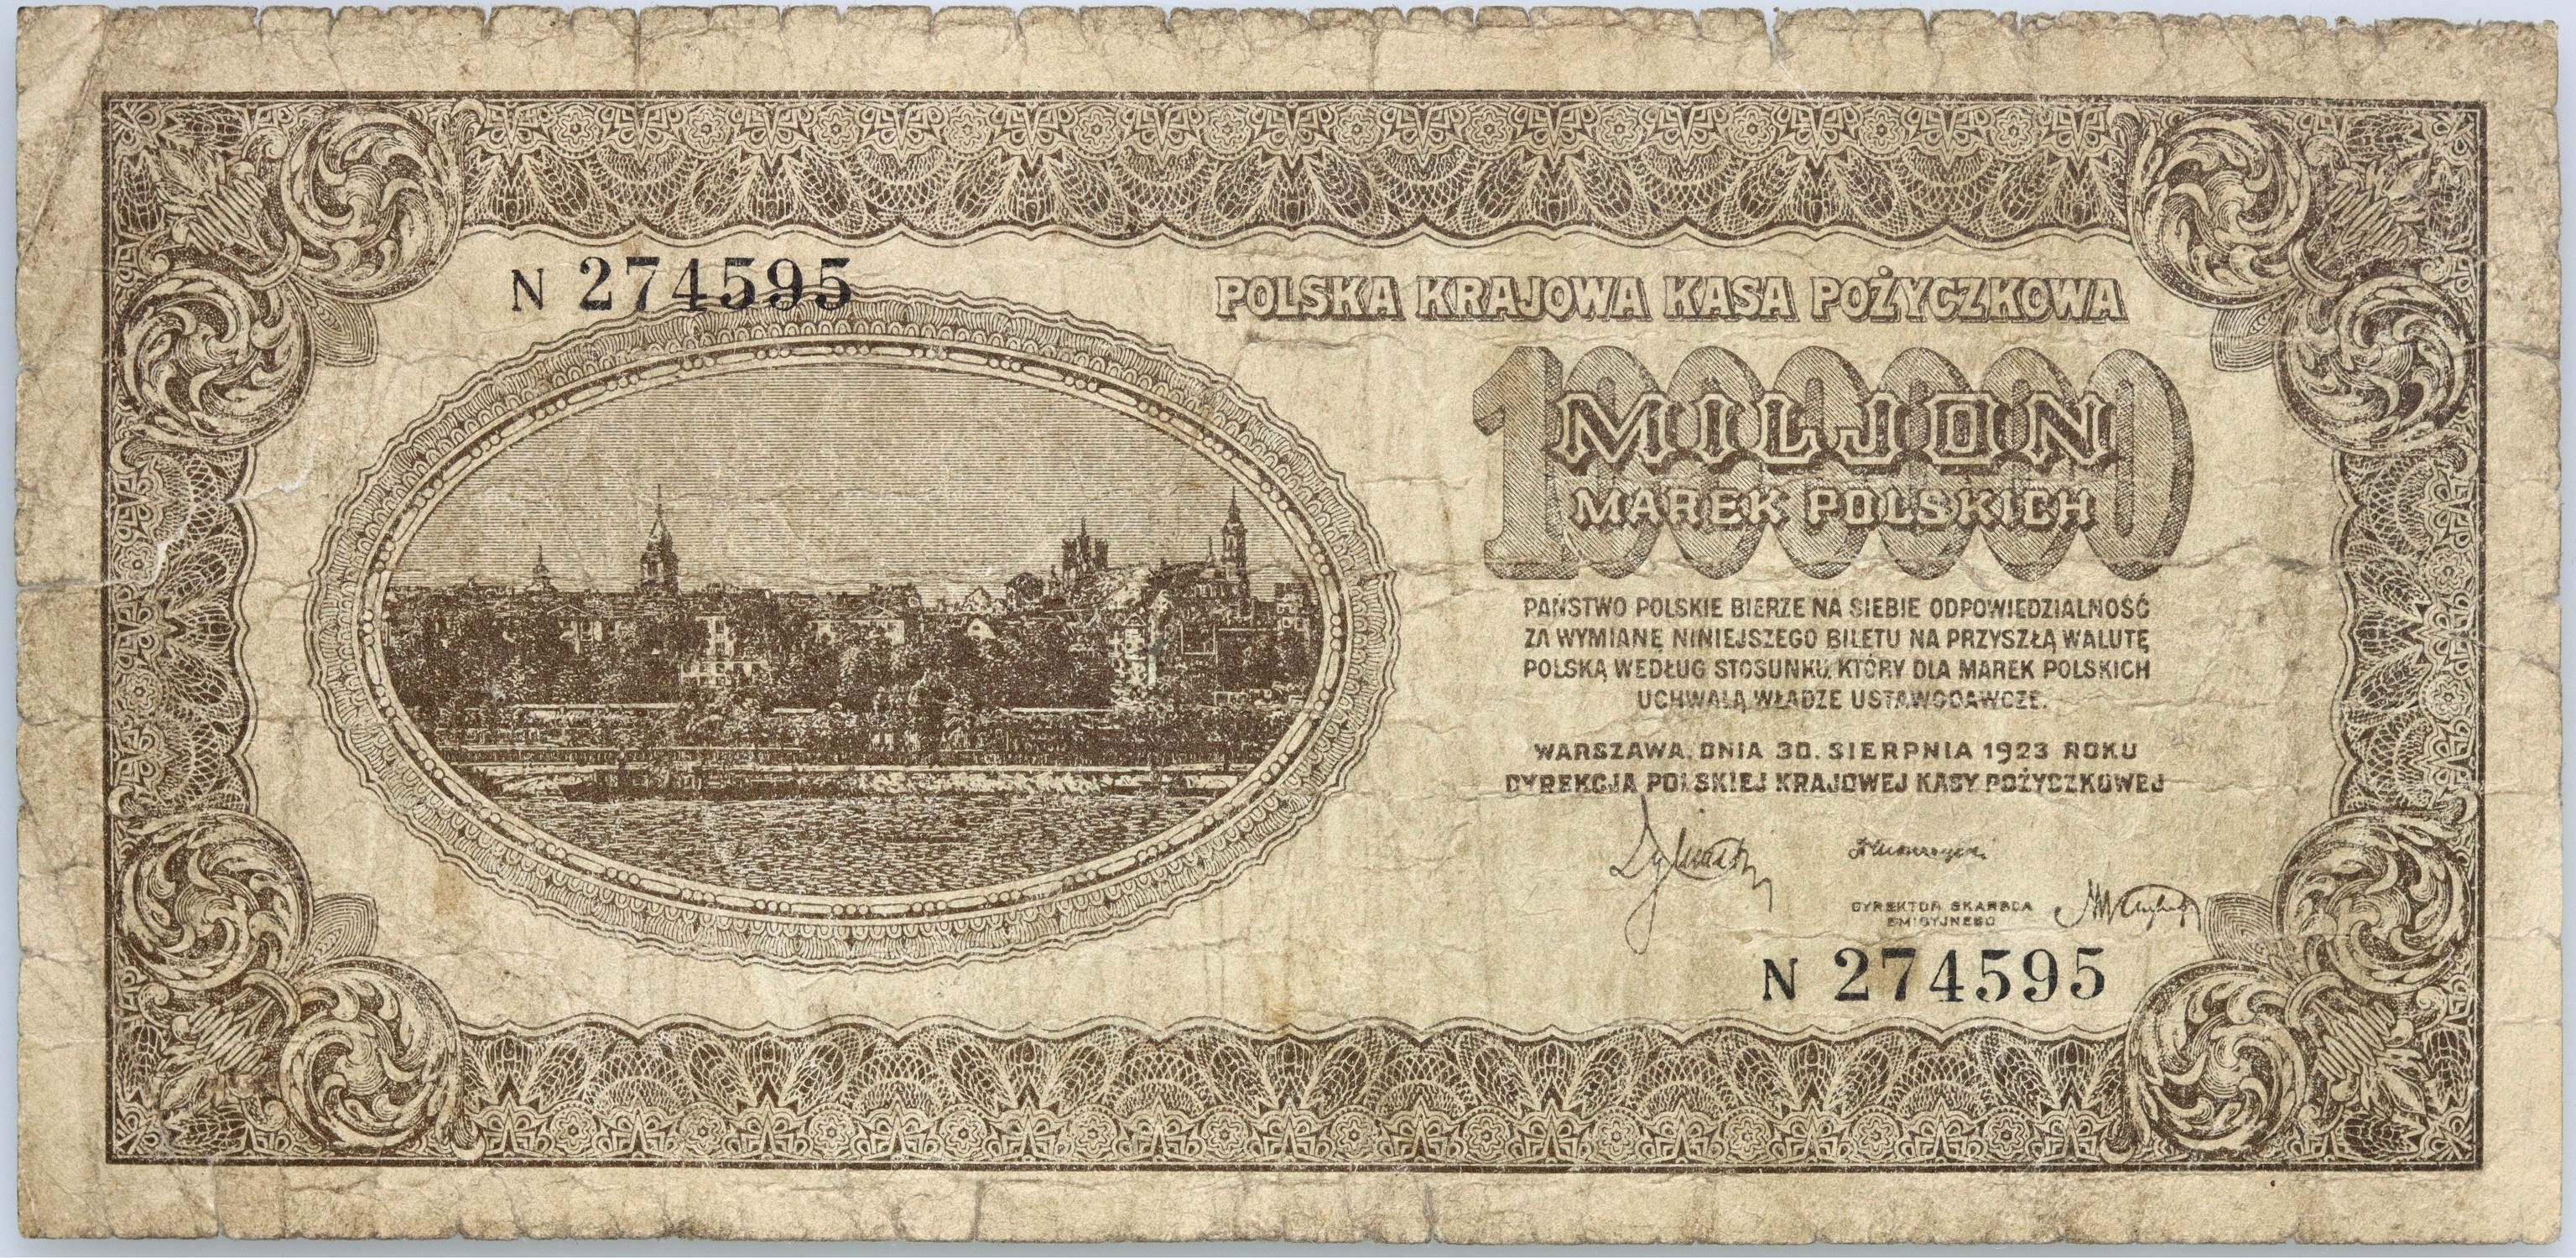 N 274595
POLSKA KRAJOWA KASA POŻYCZKOWA
1000000
MILJON
MAREK POLSKICH
PAŃSTWO POLSKIE BIERZE NA SIEBIE ODPOWIEDZIALNOŚĆ
ZA WYMIANĘ NINIEJSZEGO BILETU NA PRZYSZŁĄ WALUTĘ
POLSKĄ WEDŁUG STOSUNKU, KTÓRY DLA MAREK POLSKICH
UCHWALĄ WŁADZE USTAWODAWCZE.
WARSZAWA, DNIA 30. SIERPNIA 1923 ROKU
DYREKCJA POLSKIEJ KRAJOWEJ KASY POŻYCZKOWEJ
DYREKTOR SKARBCA
EMISYJNEGO
N 274595